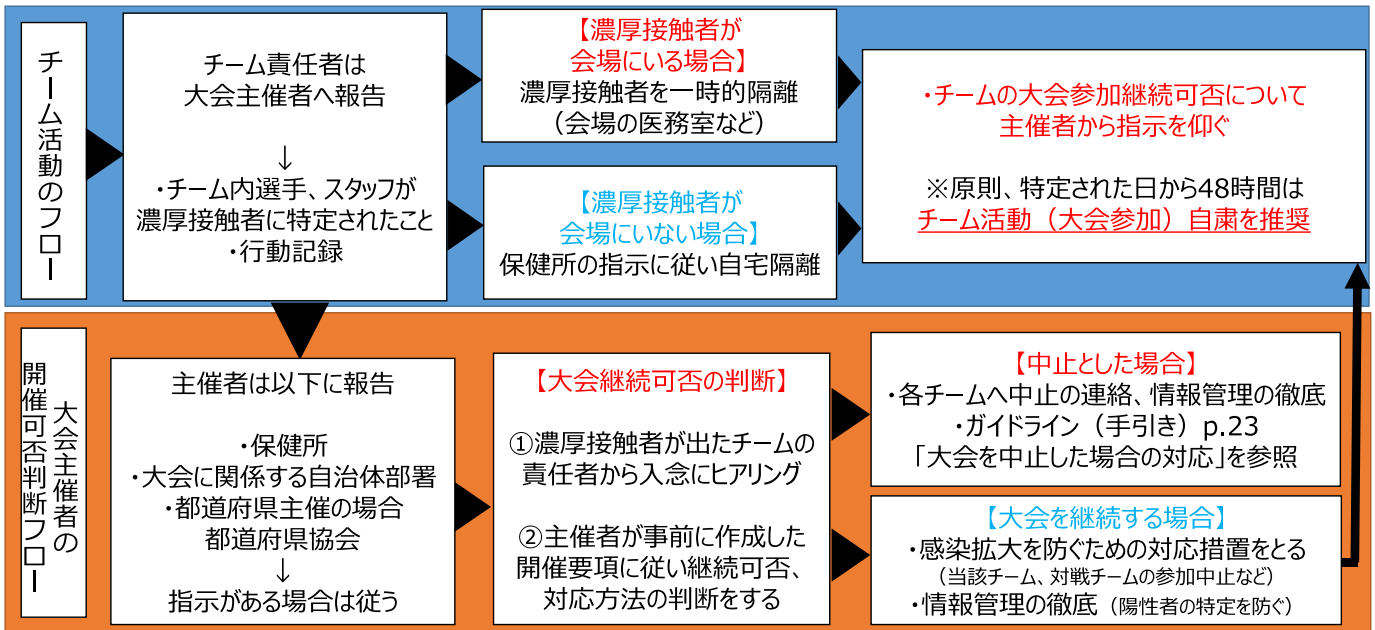 チーム活動のフロー
チーム責任者は
大会主催者へ報告
↓
・チーム内選手、スタッフが
濃厚接触者に特定されたこと
・行動記録
【濃厚接触者が
会場にいる場合】
濃厚接触者を一時的隔離
（会場の医務室など）
【濃厚接触者が
会場にいない場合】
保健所の指示に従い自宅隔離
・チームの大会参加継続可否について
主催者から指示を仰ぐ
※原則、特定された日から48時間は
チーム活動（大会参加）自粛を推奨
大会主催者の
開催可否判断フロー
主催者は以下に報告
・保健所
・大会に関係する自治体部署
・都道府県主催の場合
都道府県協会
↓
指示がある場合は従う
【大会継続可否の判断】
①濃厚接触者が出たチームの
責任者から入念にヒアリング
②主催者が事前に作成した
開催要項に従い継続可否、
対応方法の判断をする
【中止とした場合】
・各チームへ中止の連絡、情報管理の徹底
・ガイドライン（手引き）p.23
「大会を中止した場合の対応」を参照
【大会を継続する場合】
・感染拡大を防ぐための対応措置をとる
（当該チーム、対戦チームの参加中止など）
・情報管理の徹底（陽性者の特定を防ぐ）